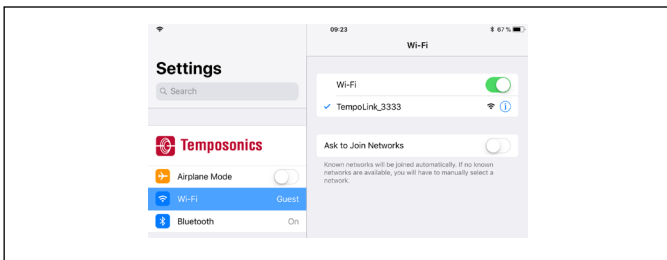 09:23
67 %
Wi-Fi
Settings
Search
Wi-Fi
TempoLink_3333
Temposonics
Ask to Join Networks
Known networks will be joined automatically. If no known
networks are available, you will have to manually select a
network.
Airplane Mode
Wi-Fi Guest
Bluetooth On